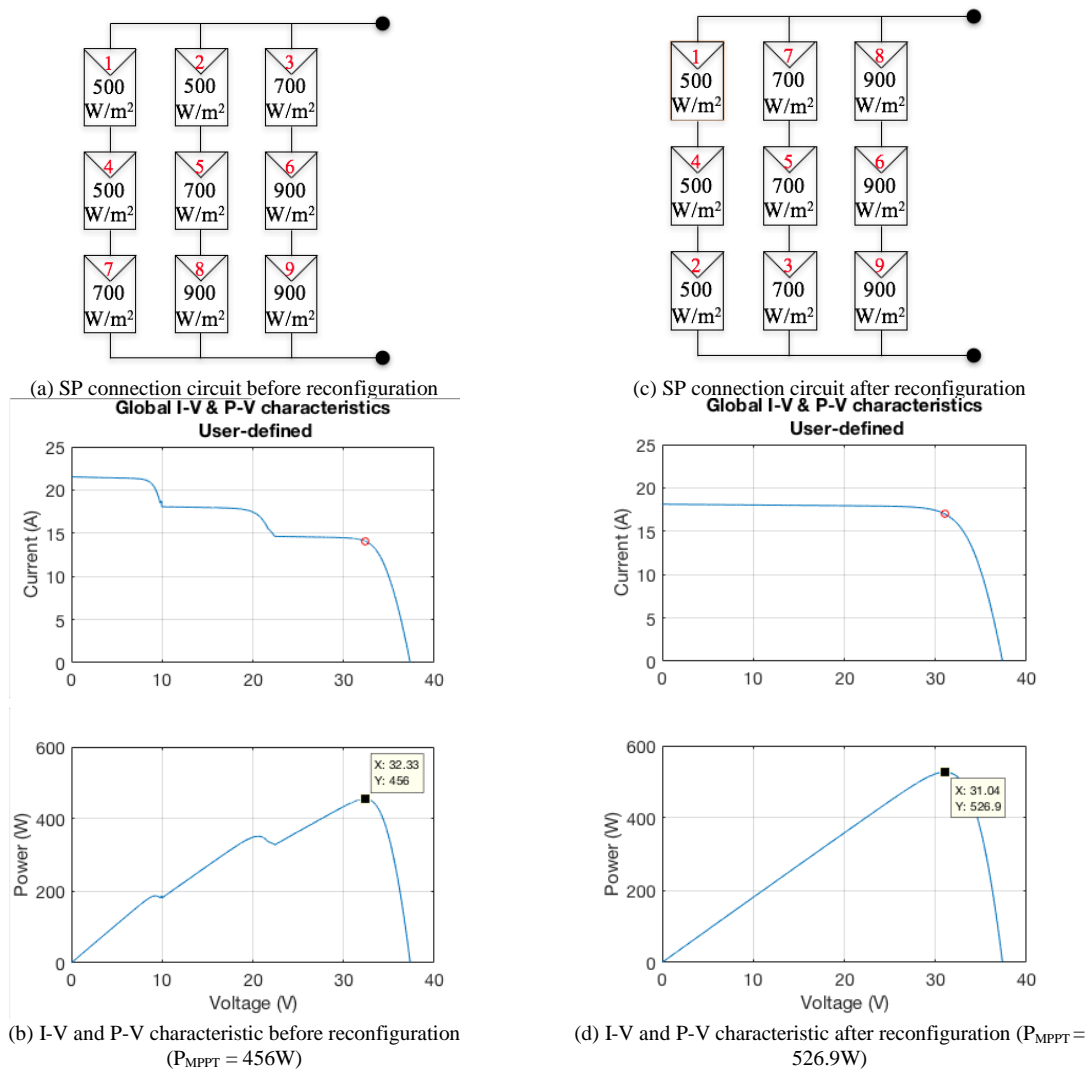 1 2 3
500 500 700
W/m² W/m² W/m²
4 5 6
500 700 900
W/m² W/m² W/m²
7 8 9
700 900 900
W/m² W/m² W/m²
(a) SP connection circuit before reconfiguration
1 7 8
500 700 900
W/m² W/m² W/m²
4 5 6
500 700 900
W/m² W/m² W/m²
2 3 9
500 700 900
W/m² W/m² W/m²
(c) SP connection circuit after reconfiguration
Global I-V & P-V characteristics
User-defined
25
20
15
10
5
0
Current (A)
0 10 20 30 40
600
400
200
0
Power (W)
X: 32.33
Y: 456
0 10 20 30 40
Voltage (V)
(b) I-V and P-V characteristic before reconfiguration
(PMPPT = 456W)
Global I-V & P-V characteristics
User-defined
25
20
15
10
5
0
Current (A)
0 10 20 30 40
600
400
200
0
Power (W)
X: 31.04
Y: 526.9
0 10 20 30 40
Voltage (V)
(d) I-V and P-V characteristic after reconfiguration (PMPPT =
526.9W)